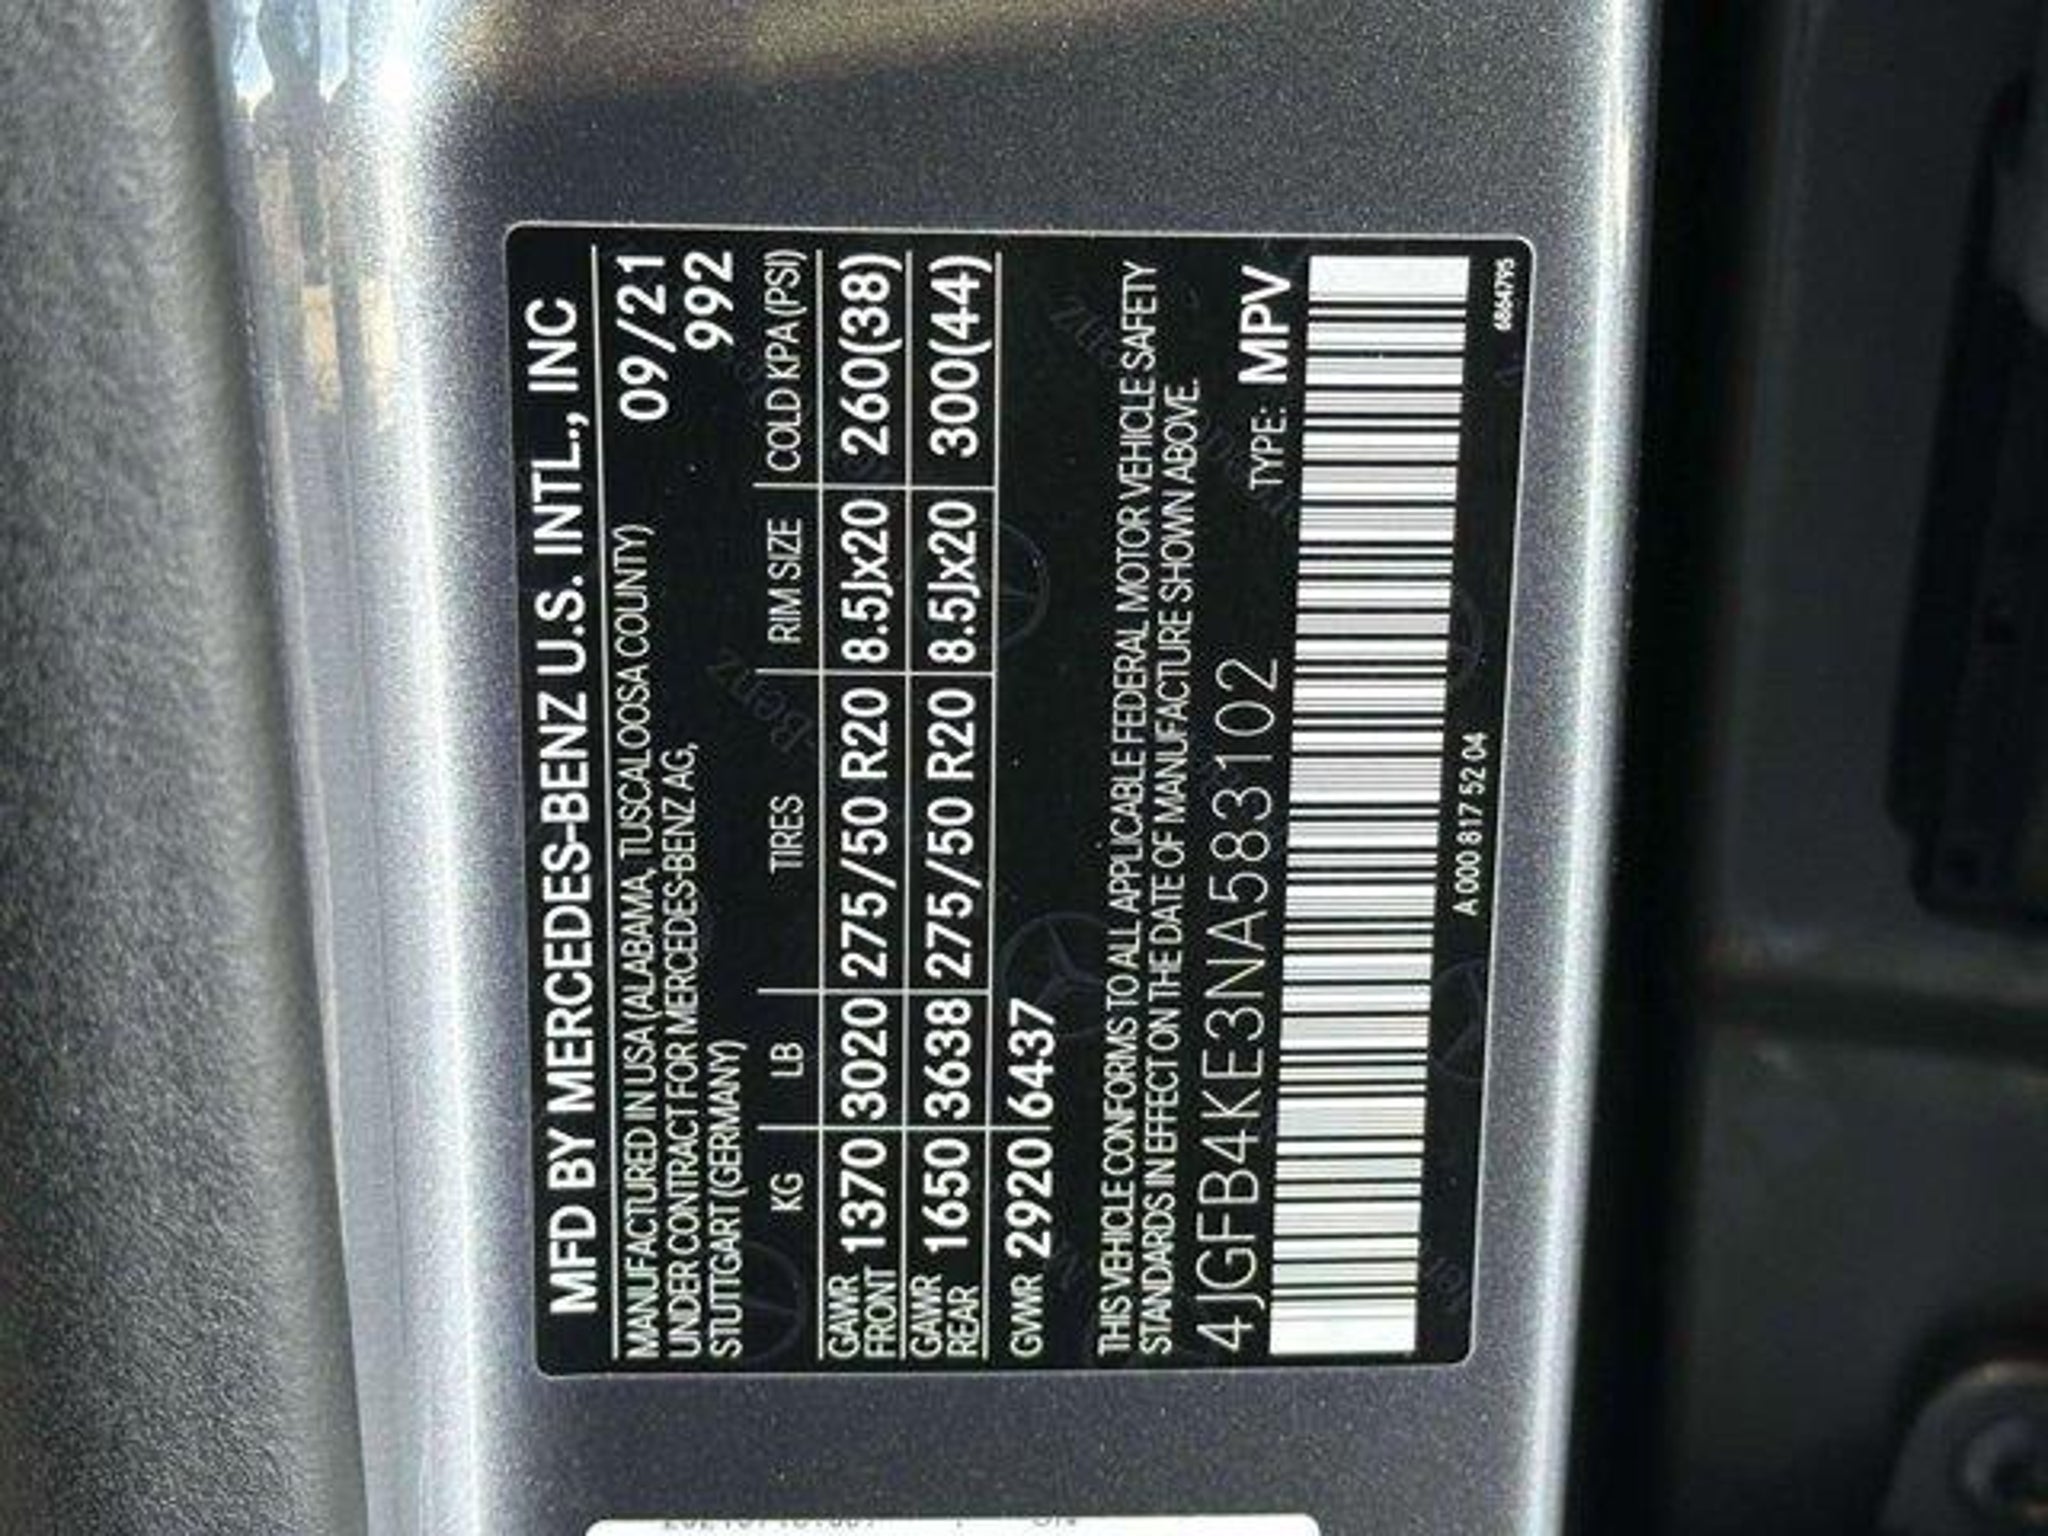 MFD BY MERCEDES-BENZ U.S. INTL., INC
MANUFACTURED IN USA (ALABAMA, TUSCALOOSA COUNTY) 09/21
UNDER CONTRACT FOR MERCEDES-BENZ AG, 992
STUTTGART (GERMANY)
KG LB TIRES RIM SIZE COLD KPA (PSI)
GAWR FRONT 1370 3020 275/50 R20 8.5Jx20 260(38)
GAWR REAR 1650 3638 275/50 R20 8.5Jx20 300(44)
GVWR 2920 6437
THIS VEHICLE CONFORMS TO ALL APPLICABLE FEDERAL MOTOR VEHICLE SAFETY
STANDARDS IN EFFECT ON THE DATE OF MANUFACTURE SHOWN ABOVE.
4JGFB4KE3NA583102 TYPE: MPV
A 000 817 52 04
6864795